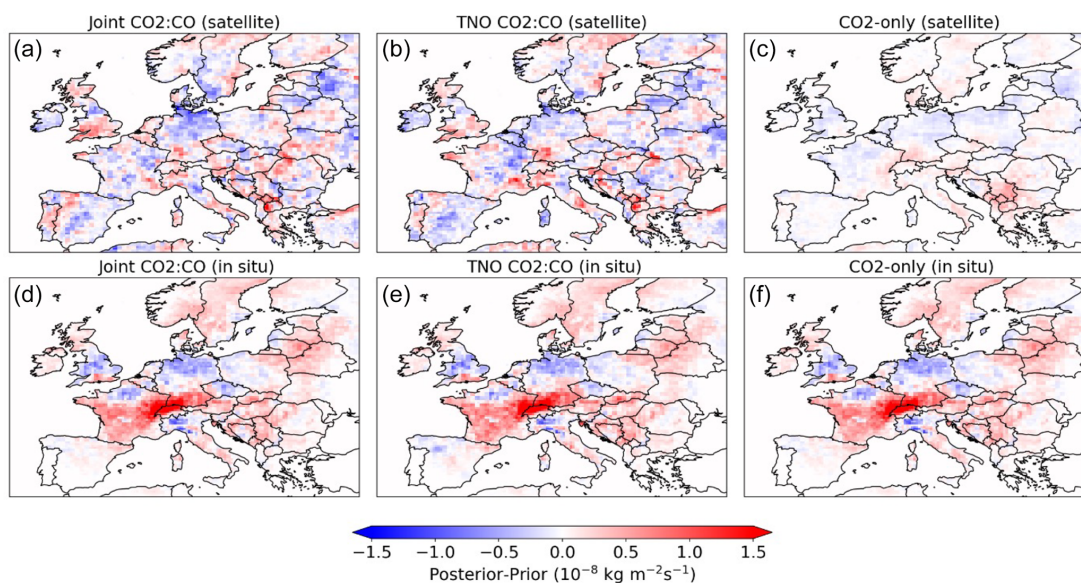 Joint CO2:CO (satellite)
TNO CO2:CO (satellite)
CO2-only (satellite)
(a)
(b)
(c)
Joint CO2:CO (in situ)
TNO CO2:CO (in situ)
CO2-only (in situ)
(d)
(e)
(f)
−1.5 −1.0 −0.5 0.0 0.5 1.0 1.5
Posterior-Prior (10⁻⁸ kg m⁻²s⁻¹)